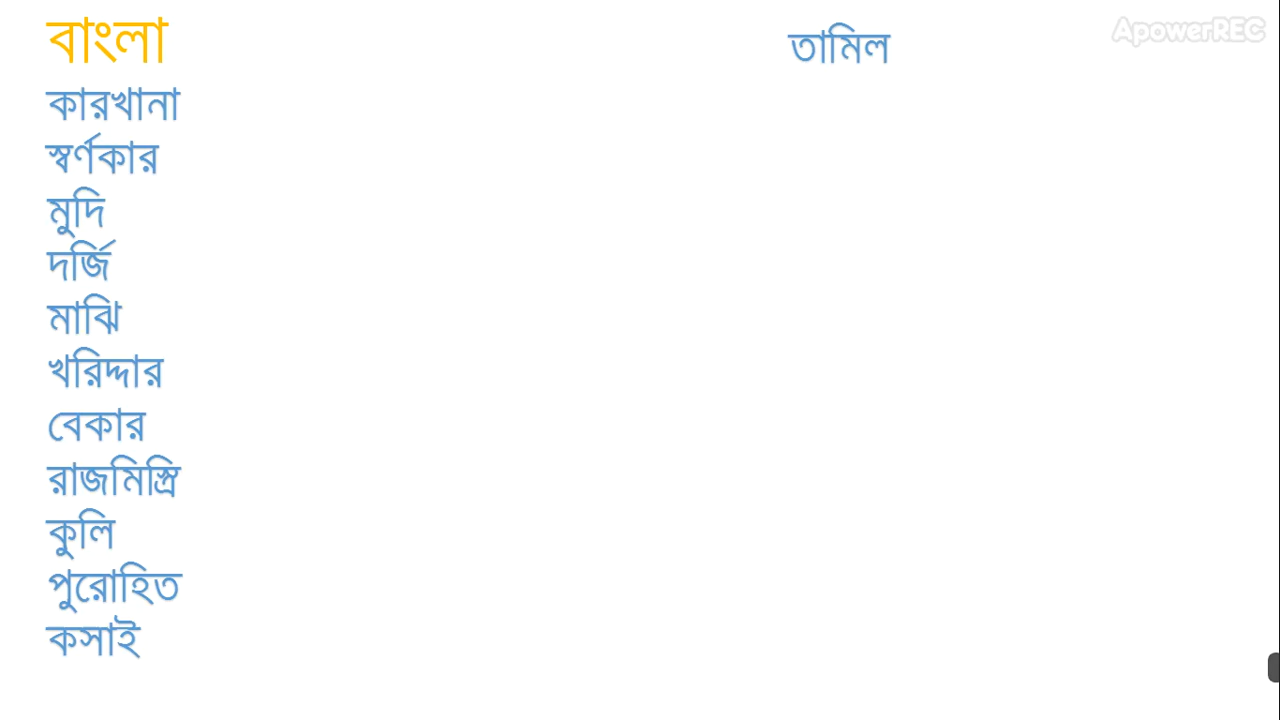 বাংলা তামিল ApowerREC
কারখানা
স্বর্ণকার
মুদি
দর্জি
মাঝি
খরিদ্দার
বেকার
রাজমিস্ত্রি
কুলি
পুরোহিত
কসাই